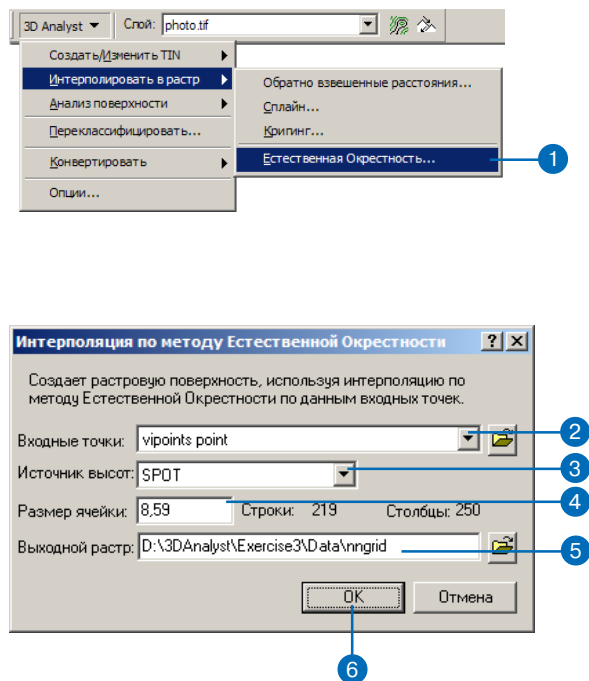 3D Analyst Слой: photo.tif
Создать/Изменить TIN
Интерполировать в растр
Анализ поверхности
Переклассифицировать...
Конвертировать
Опции...
Обратно взвешенные расстояния...
Сплайн...
Кригинг...
Естественная Окрестность...
1
Интерполяция по методу Естественной Окрестности
Создает растровую поверхность, используя интерполяцию по
методу Естественной Окрестности по данным входных точек.
Входные точки: vipoints point
2
Источник высот: SPOT
3
Размер ячейки: 8,59 Строки: 219 Столбцы: 250
4
Выходной растр: D:\3DAnalyst\Exercise3\Data\nngrid
5
OK Отмена
6